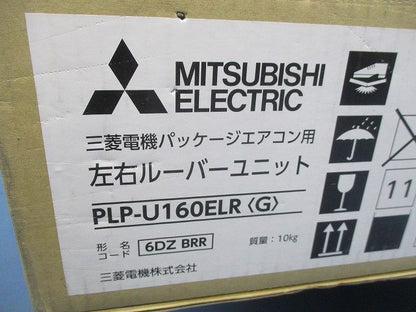 MITSUBISHI
ELECTRIC
三菱電機パッケージエアコン用
左右ルーバーユニット
PLP-U160ELR〈G〉
形名コード 6DZ BRR 質量：10kg
三菱電機株式会社
11